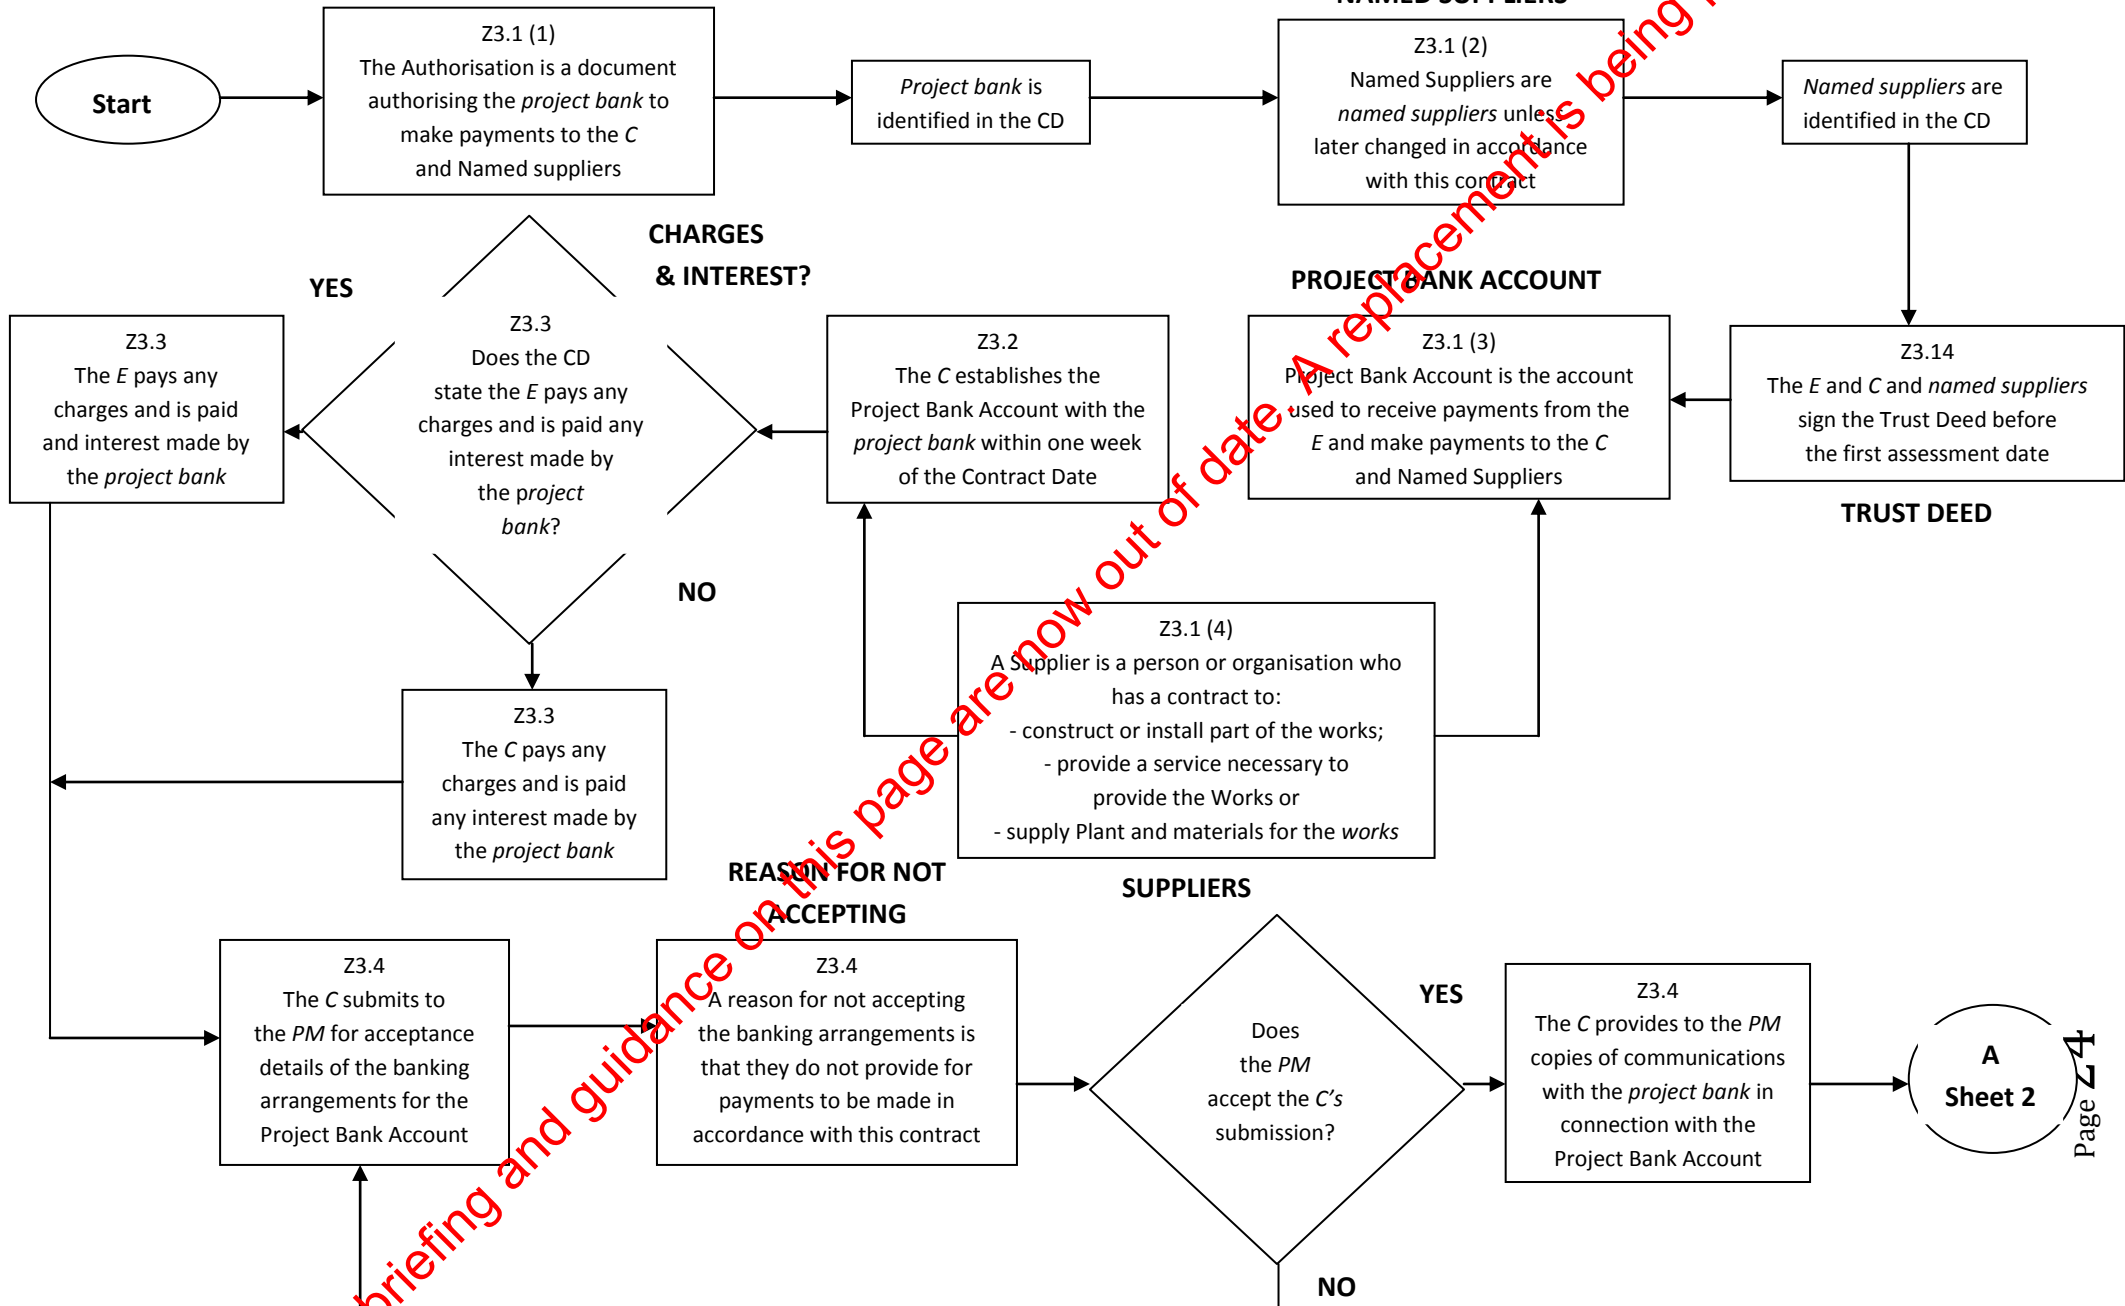 NAMED SUPPLIERS
Start
Z3.1 (1)
The Authorisation is a document
authorising the project bank to
make payments to the C
and Named suppliers
Project bank is
identified in the CD
Z3.1 (2)
Named Suppliers are
named suppliers unless
later changed in accordance
with this contract
Named suppliers are
identified in the CD
CHARGES
& INTEREST?
YES
Z3.3
The E pays any
charges and is paid
and interest made by
the project bank
Z3.3
Does the CD
state the E pays any
charges and is paid any
interest made by
the project
bank?
Z3.2
The C establishes the
Project Bank Account with the
project bank within one week
of the Contract Date
PROJECT BANK ACCOUNT
Z3.1 (3)
Project Bank Account is the account
used to receive payments from the
E and make payments to the C
and Named Suppliers
Z3.14
The E and C and named suppliers
sign the Trust Deed before
the first assessment date
TRUST DEED
NO
Z3.3
The C pays any
charges and is paid
any interest made by
the project bank
Z3.1 (4)
A Supplier is a person or organisation who
has a contract to:
- construct or install part of the works;
- provide a service necessary to
provide the Works or
- supply Plant and materials for the works
SUPPLIERS
REASON FOR NOT
ACCEPTING
Z3.4
The C submits to
the PM for acceptance
details of the banking
arrangements for the
Project Bank Account
Z3.4
A reason for not accepting
the banking arrangements is
that they do not provide for
payments to be made in
accordance with this contract
Does
the PM
accept the C's
submission?
YES
Z3.4
The C provides to the PM
copies of communications
with the project bank in
connection with the
Project Bank Account
A
Sheet 2
NO
Page Z4
briefing and guidance on this page are now out of date. A replacement is being